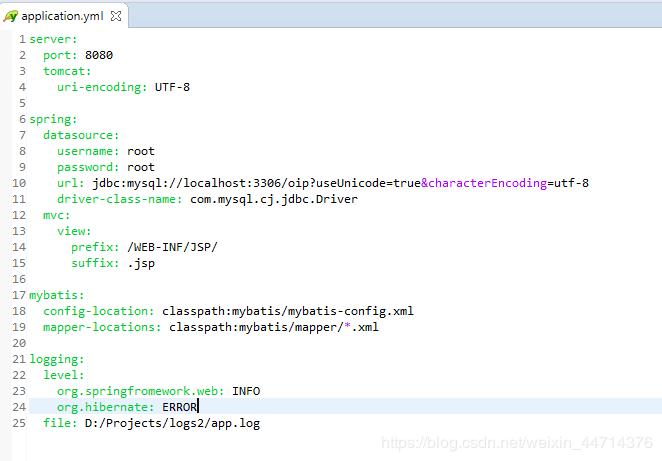 application.yml
1 server:
2   port: 8080
3   tomcat:
4     uri-encoding: UTF-8
5
6 spring:
7   datasource:
8     username: root
9     password: root
10     url: jdbc:mysql://localhost:3306/oip?useUnicode=true&characterEncoding=utf-8
11     driver-class-name: com.mysql.cj.jdbc.Driver
12   mvc:
13     view:
14       prefix: /WEB-INF/JSP/
15       suffix: .jsp
16
17 mybatis:
18   config-location: classpath:mybatis/mybatis-config.xml
19   mapper-locations: classpath:mybatis/mapper/*.xml
20
21 logging:
22   level:
23     org.springfromework.web: INFO
24     org.hibernate: ERROR
25   file: D:/Projects/logs2/app.log
https://blog.csdn.net/weixin_44714376